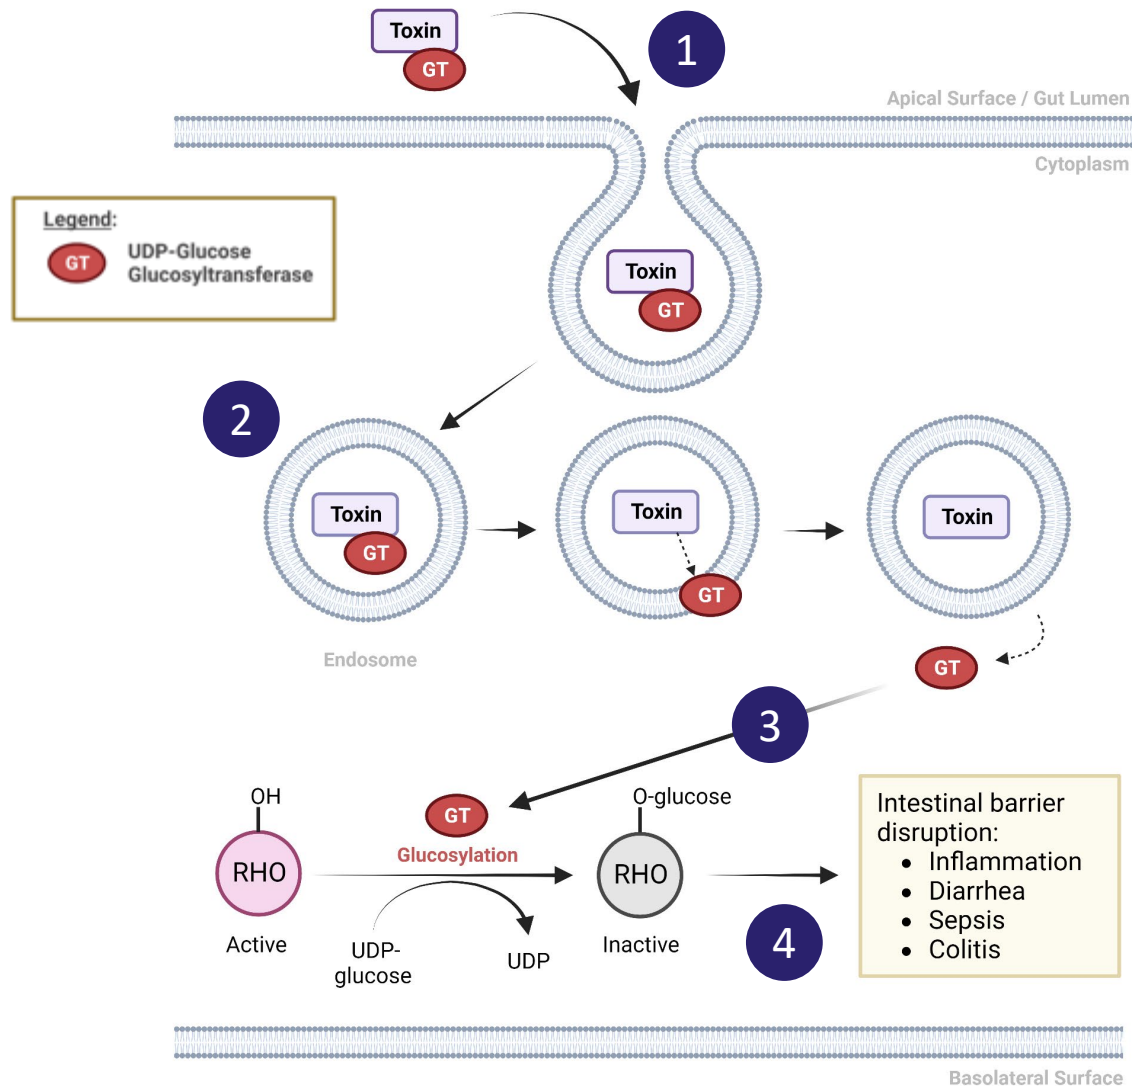 Toxin
GT
1
Apical Surface / Gut Lumen
Cytoplasm
Legend:
GT
UDP-Glucose
Glucosyltransferase
Toxin
GT
2
Toxin
GT
Toxin
GT
Toxin
Endosome
GT
3
OH
RHO
Active
GT
Glucosylation
UDP-
glucose
UDP
O-glucose
RHO
Inactive
4
Intestinal barrier
disruption:
• Inflammation
• Diarrhea
• Sepsis
• Colitis
Basolateral Surface